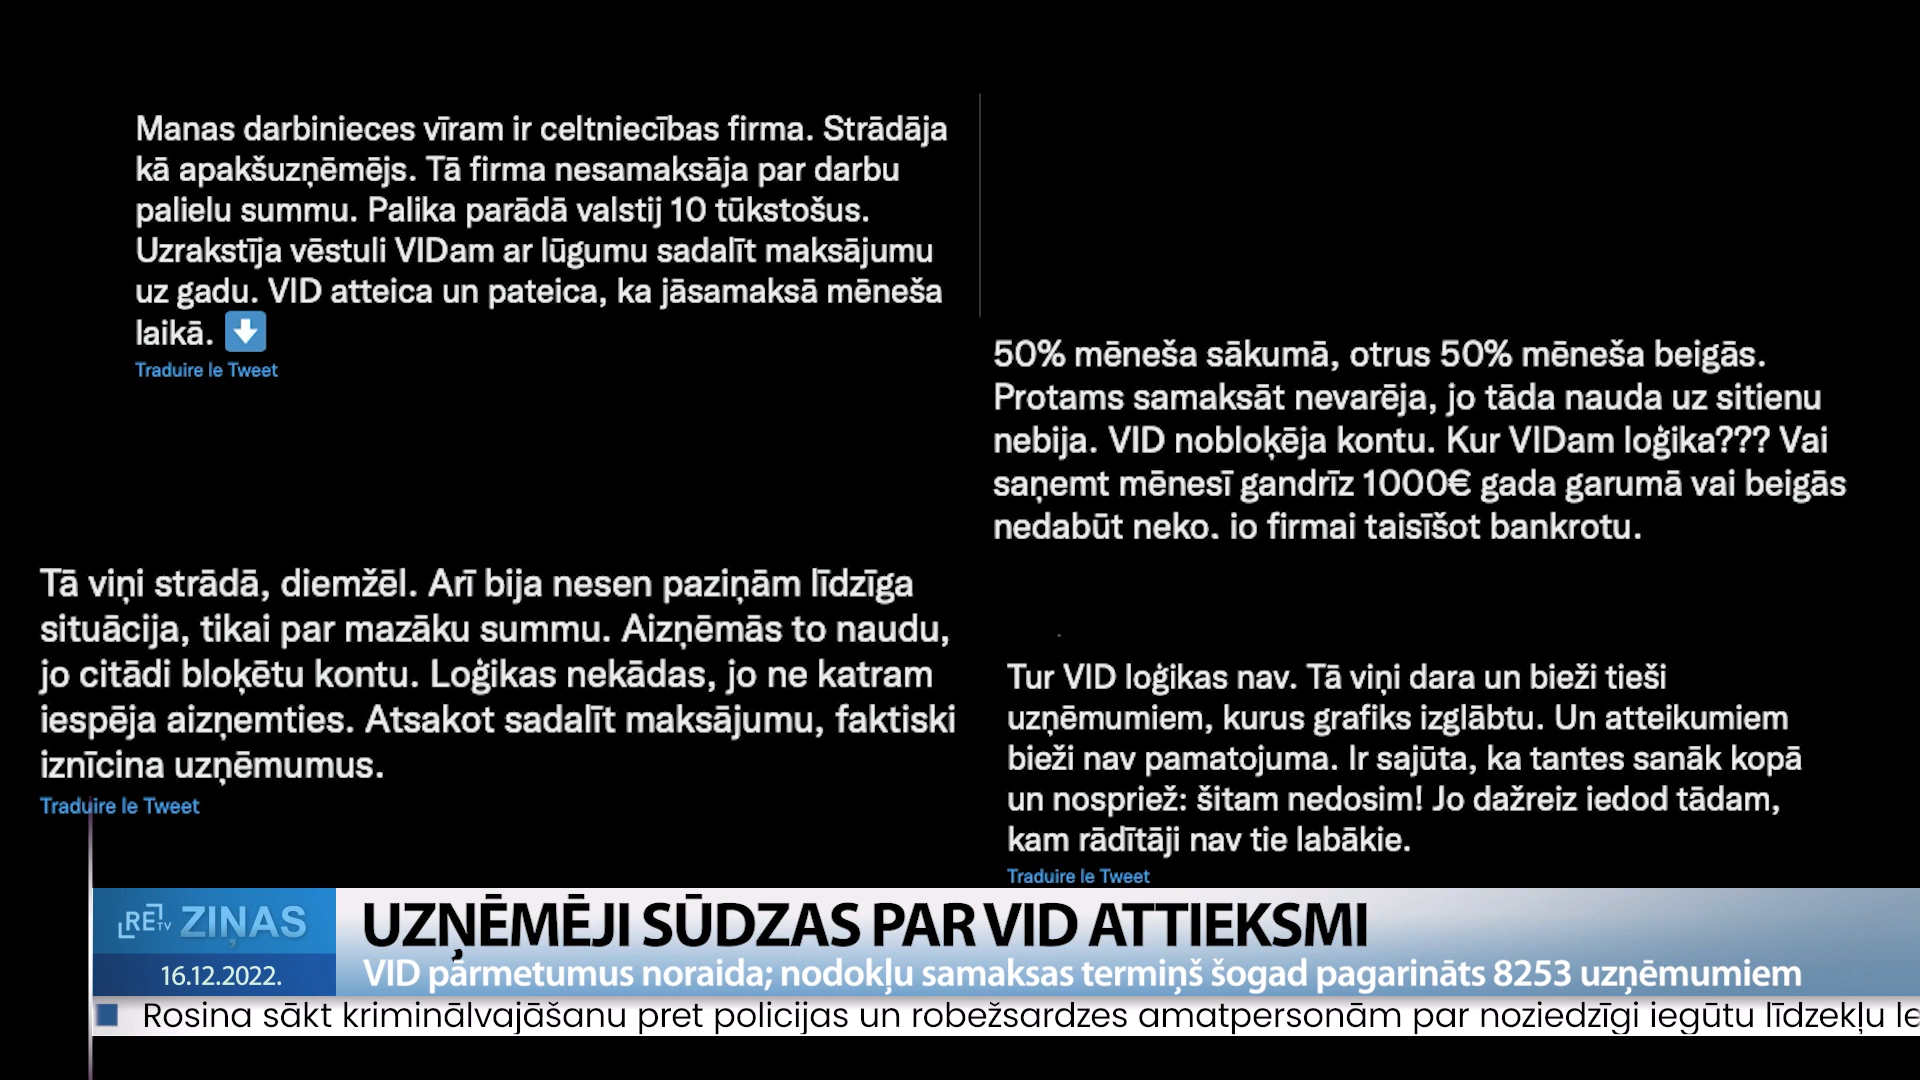 Manas darbinieces vīram ir celtniecības firma. Strādāja
kā apakšuzņēmējs. Tā firma nesamaksāja par darbu
palielu summu. Palika parādā valstij 10 tūkstošus.
Uzrakstīja vēstuli VIDam ar lūgumu sadalīt maksājumu
uz gadu. VID atteica un pateica, ka jāsamaksā mēneša
laikā. ⬇️
Traduire le Tweet
50% mēneša sākumā, otrus 50% mēneša beigās.
Protams samaksāt nevarēja, jo tāda nauda uz sitienu
nebija. VID nobloķēja kontu. Kur VIDam loģika??? Vai
saņemt mēnesī gandrīz 1000€ gada garumā vai beigās
nedabūt neko. jo firmai taisīšot bankrotu.
Tā viņi strādā, diemžēl. Arī bija nesen paziņām līdzīga
situācija, tikai par mazāku summu. Aizņēmās to naudu,
jo citādi bloķētu kontu. Loģikas nekādas, jo ne katram
iespēja aizņemties. Atsakot sadalīt maksājumu, faktiski
iznīcina uzņēmumus.
Traduire le Tweet
Tur VID loģikas nav. Tā viņi dara un bieži tieši
uzņēmumiem, kurus grafiks izglābtu. Un atteikumiem
bieži nav pamatojuma. Ir sajūta, ka tantes sanāk kopā
un nospriež: šitam nedosim! Jo dažreiz iedod tādam,
kam rādītāji nav tie labākie.
Traduire le Tweet
RE TV ZIŅAS
16.12.2022.
UZŅĒMĒJI SŪDZAS PAR VID ATTIEKSMI
VID pārmetumus noraida; nodokļu samaksas termiņš šogad pagarināts 8253 uzņēmumiem
Rosina sākt kriminālvajāšanu pret policijas un robežsardzes amatpersonām par noziedzīgi iegūtu līdzekļu le